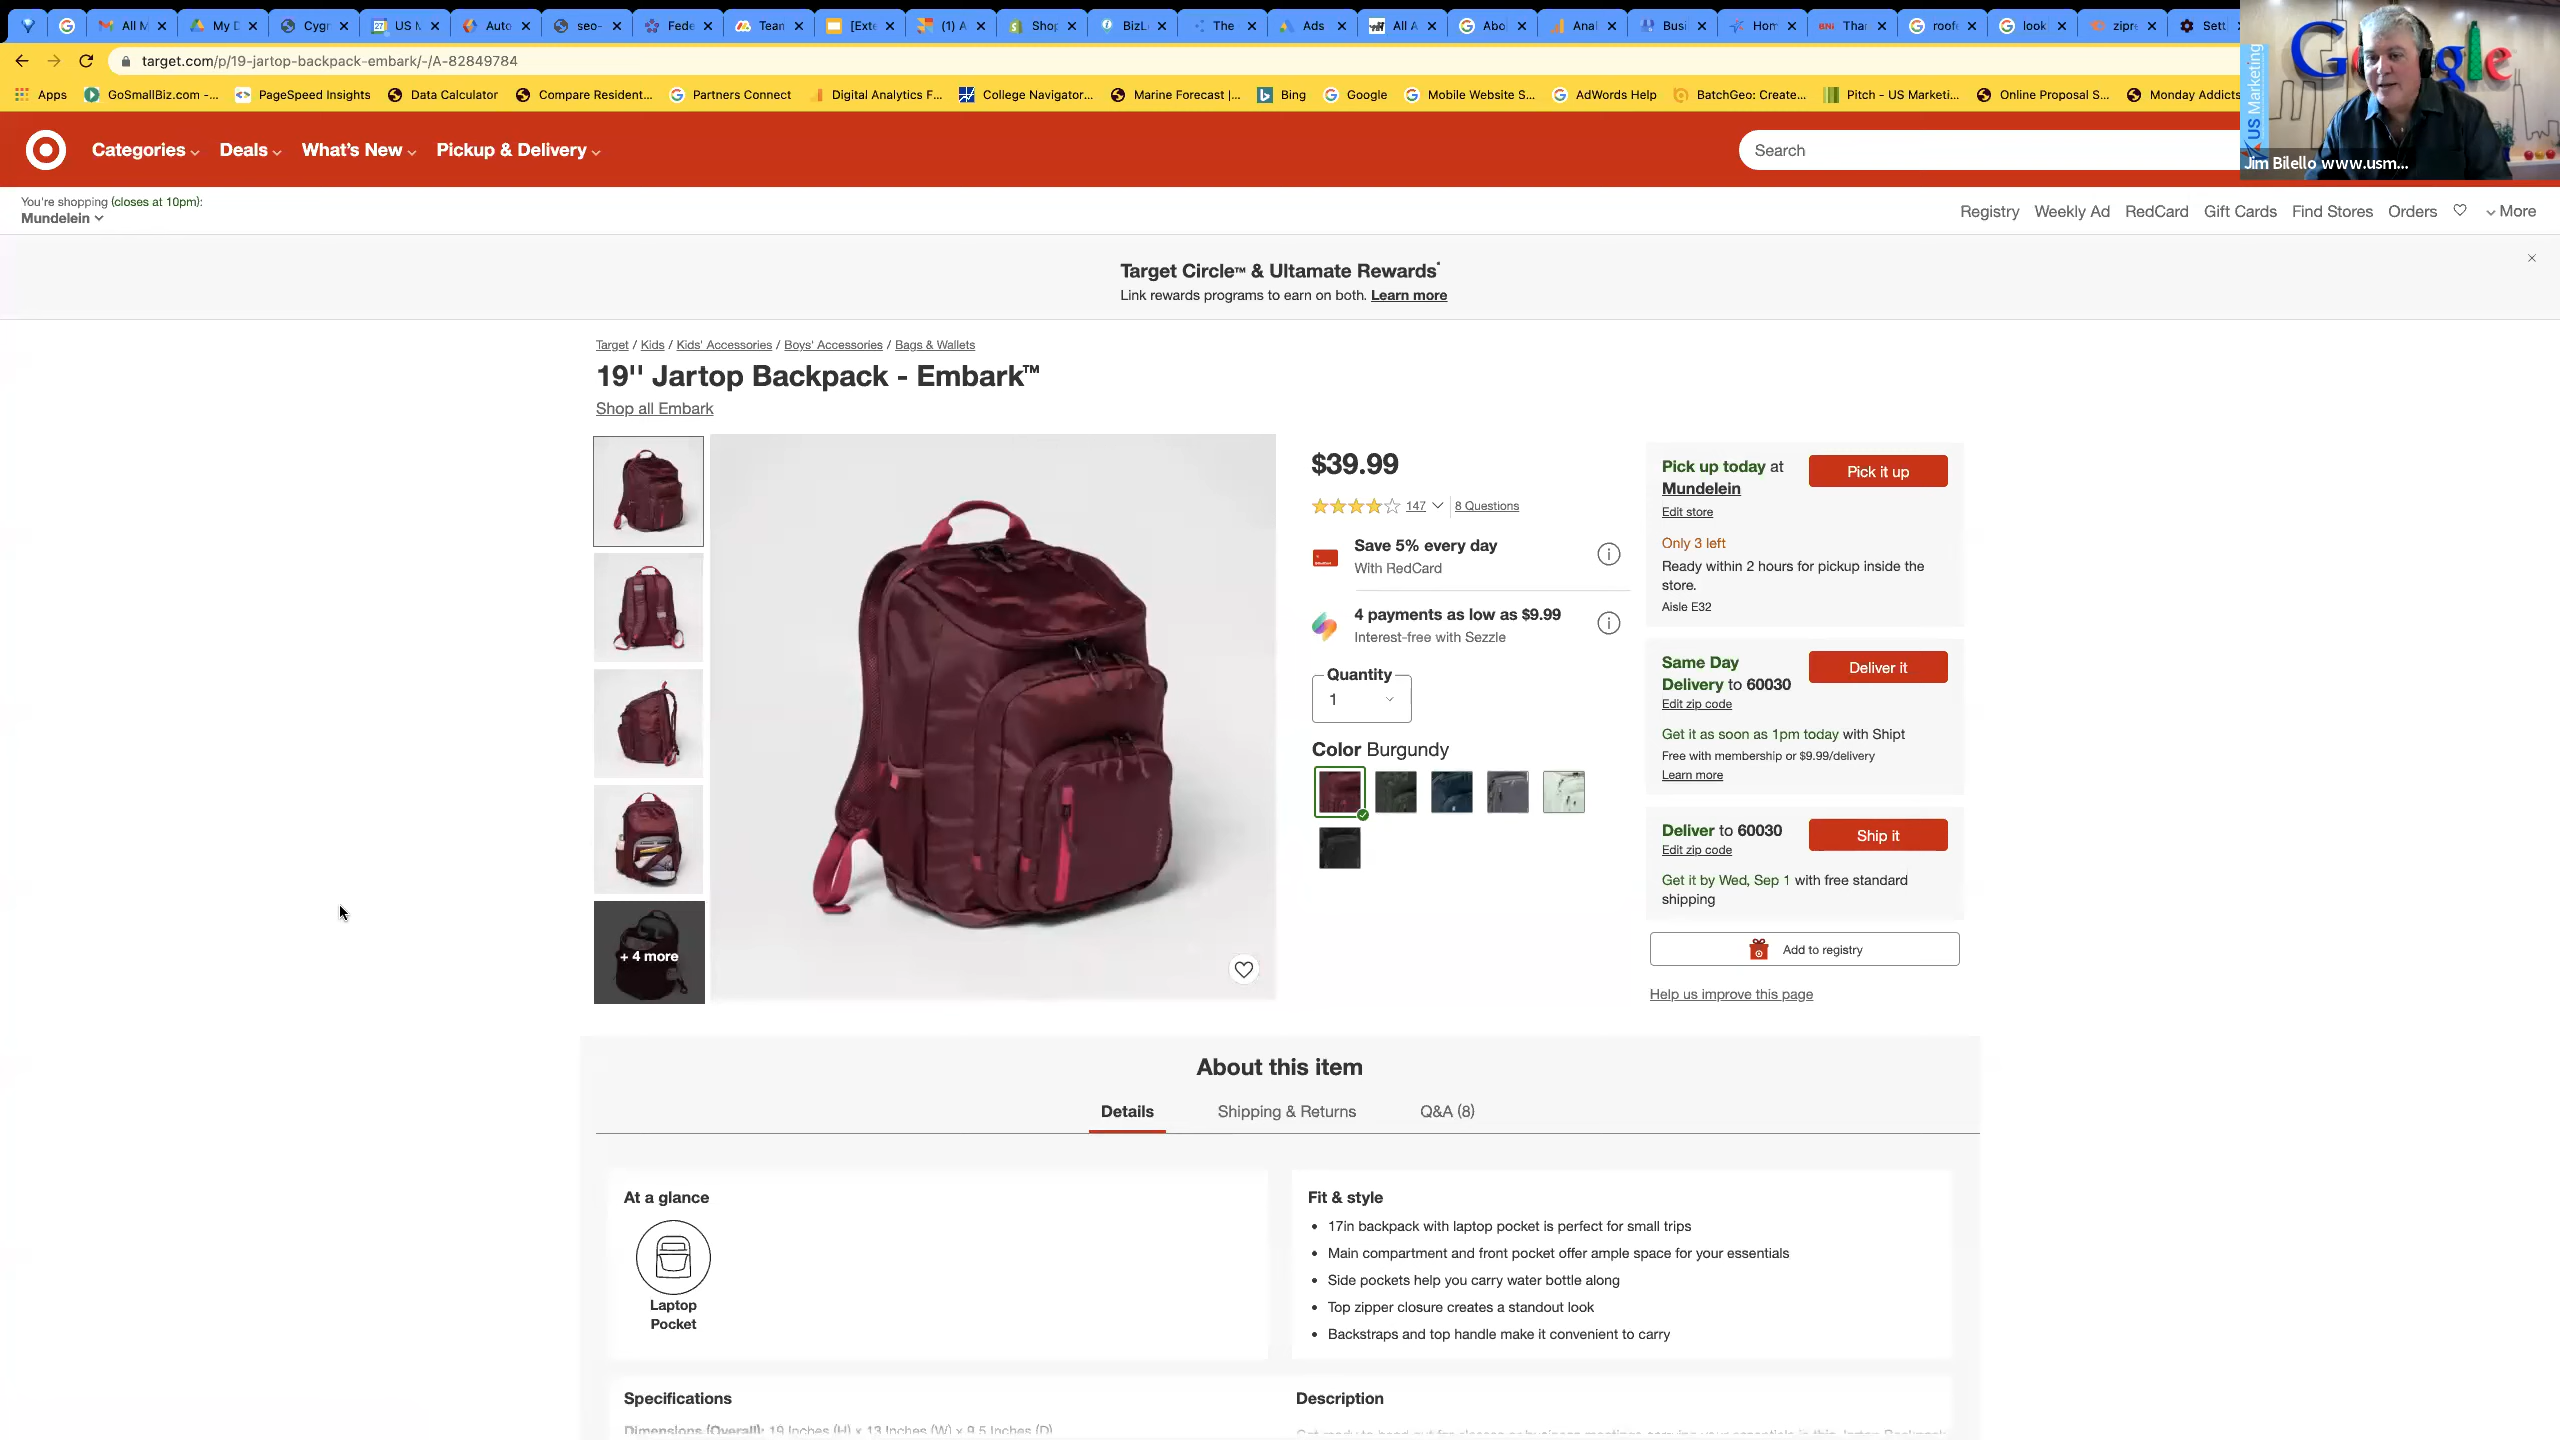 All M
My D
Cygn
27
US M
Auto
seo-
Fede
Team
[Exte
(1) A
Shop
BizL
The
Ads
All A
Abo
Anal
Busi
Hom
BNI
Than
roofe
look
zipre
Sett
target.com/p/19-jartop-backpack-embark/-/A-82849784
Apps
GoSmallBiz.com -...
PageSpeed Insights
Data Calculator
Compare Resident...
Partners Connect
Digital Analytics F...
College Navigator...
Marine Forecast |...
Bing
Google
Mobile Website S...
AdWords Help
BatchGeo: Create...
Pitch - US Marketi...
Online Proposal S...
Monday Addicts
US Marketing
Jim Bilello www.usm...
Categories
Deals
What's New
Pickup & Delivery
Search
You're shopping (closes at 10pm):
Mundelein
Registry
Weekly Ad
RedCard
Gift Cards
Find Stores
Orders
More
Target Circle™ & Ultamate Rewards*
Link rewards programs to earn on both. Learn more
Target / Kids / Kids' Accessories / Boys' Accessories / Bags & Wallets
19'' Jartop Backpack - Embark™
Shop all Embark
+ 4 more
$39.99
147
8 Questions
Save 5% every day
With RedCard
4 payments as low as $9.99
Interest-free with Sezzle
Quantity
1
Color Burgundy
Pick up today at
Mundelein
Pick it up
Edit store
Only 3 left
Ready within 2 hours for pickup inside the
store.
Aisle E32
Same Day
Delivery to 60030
Deliver it
Edit zip code
Get it as soon as 1pm today with Shipt
Free with membership or $9.99/delivery
Learn more
Deliver to 60030
Ship it
Edit zip code
Get it by Wed, Sep 1 with free standard
shipping
Add to registry
Help us improve this page
About this item
Details
Shipping & Returns
Q&A (8)
At a glance
Laptop
Pocket
Fit & style
17in backpack with laptop pocket is perfect for small trips
Main compartment and front pocket offer ample space for your essentials
Side pockets help you carry water bottle along
Top zipper closure creates a standout look
Backstraps and top handle make it convenient to carry
Specifications
Dimensions (Overall): 19 Inches (H) x 13 Inches (W) x 9.5 Inches (D)
Description